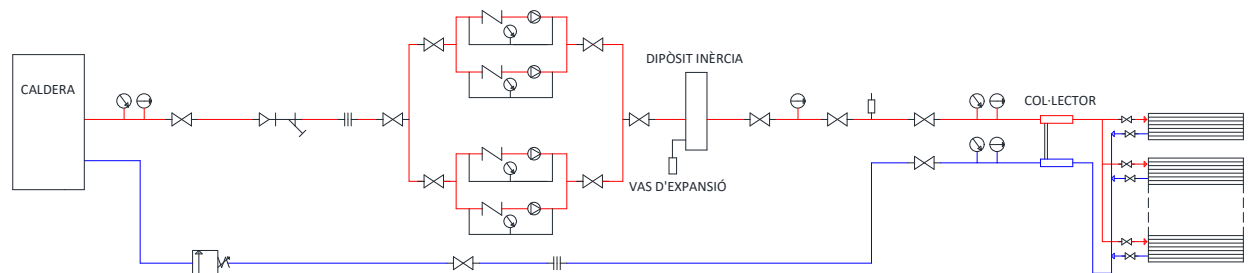 CALDERA
DIPÒSIT INÈRCIA
VAS D'EXPANSIÓ
COL·LECTOR